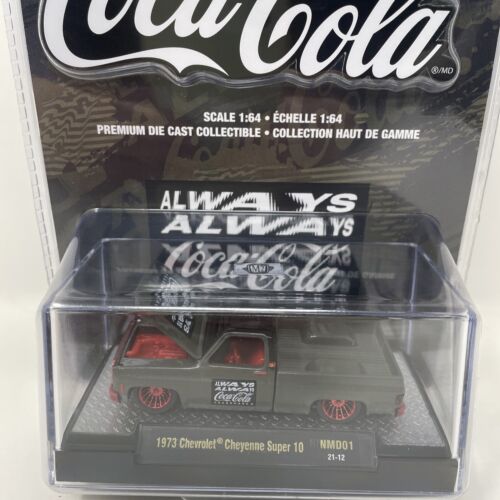 Coca-Cola
®/MD
SCALE 1:64 • ÉCHELLE 1:64
PREMIUM DIE CAST COLLECTIBLE • COLLECTION HAUT DE GAMME
ALWAYS
ALWAYS
Coca-Cola
ALWAYS
ALWAYS
Coca-Cola
1973 Chevrolet® Cheyenne Super 10 NMD01
21-12